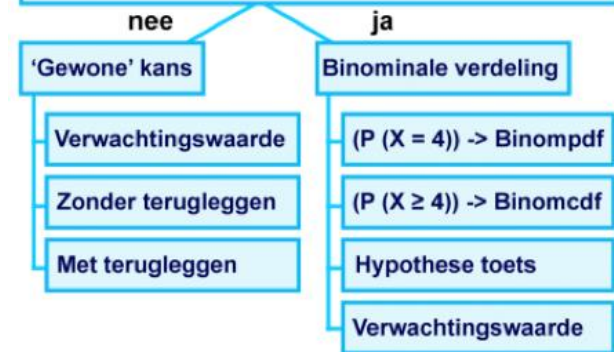 nee
ja
'Gewone' kans
Binominale verdeling
Verwachtingswaarde
(P (X = 4)) -> Binompdf
Zonder terugleggen
(P (X ≥ 4)) -> Binomcdf
Met terugleggen
Hypothese toets
Verwachtingswaarde